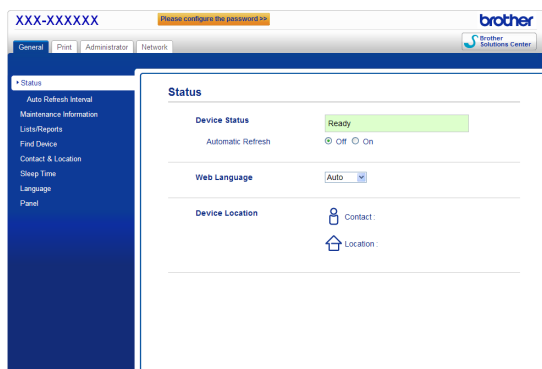 XXX-XXXXXX
Please configure the password >>
brother
General Print Administrator Network
Brother Solutions Center
Status
Auto Refresh Interval
Maintenance Information
Lists/Reports
Find Device
Contact & Location
Sleep Time
Language
Panel
Status
Device Status Ready
Automatic Refresh Off On
Web Language Auto
Device Location Contact :
Location :